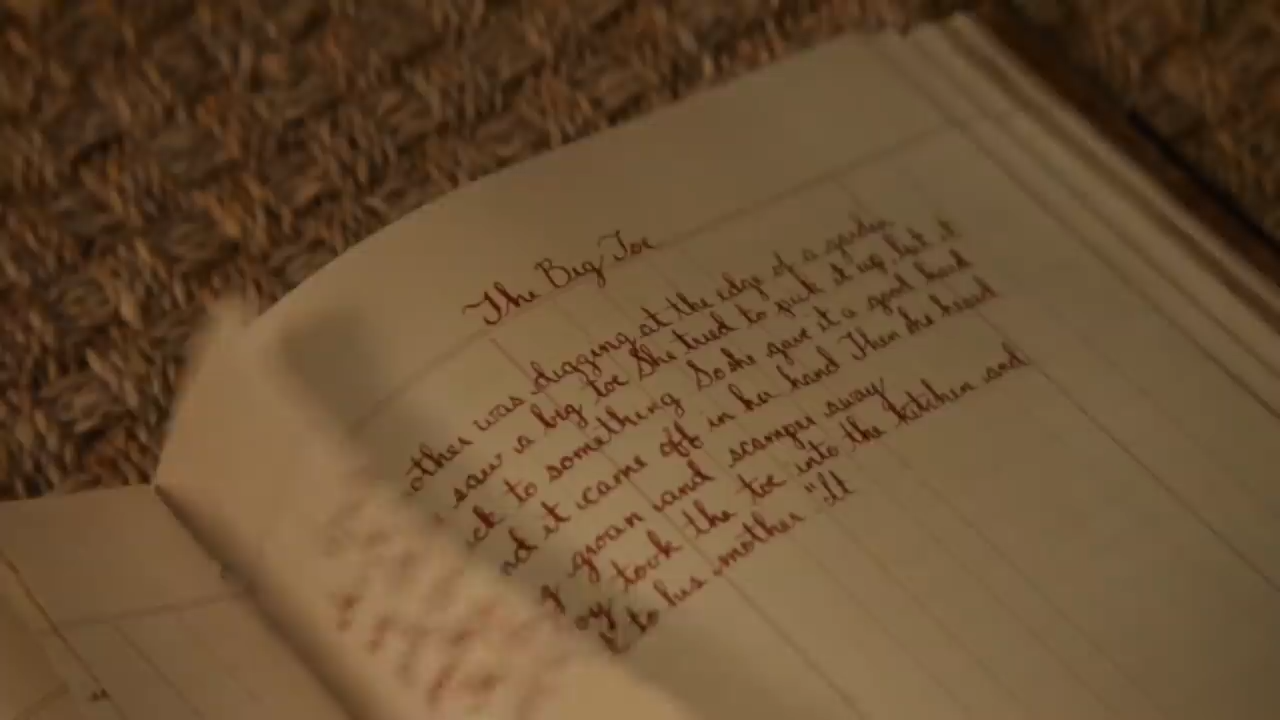 The Big Toe
other was digging at the edge of a garden
saw a big toe She tried to pick it up, but it
ck to something So she gave it a good hard
nd it came off in her hand Then she heard
g groan and scamper away
oy took the toe into the kitchen and
t to his mother "It